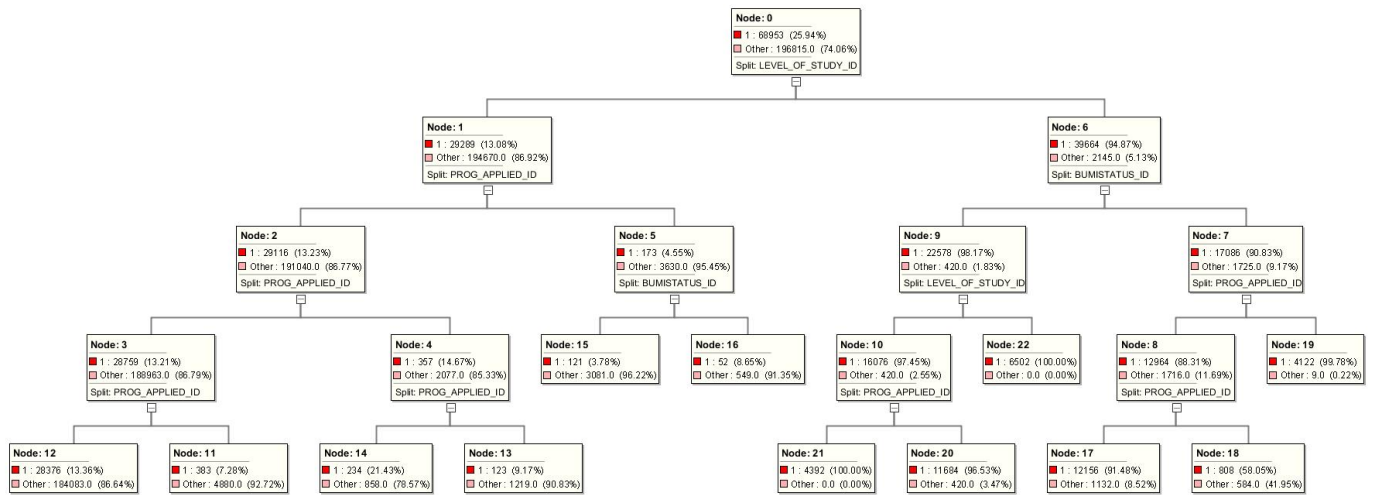 Node: 0
1 : 68953 (25.94%)
Other : 196815.0 (74.06%)
Split: LEVEL_OF_STUDY_ID
Node: 1
1 : 29289 (13.08%)
Other : 194670.0 (86.92%)
Split: PROG_APPLIED_ID
Node: 6
1 : 39664 (94.87%)
Other : 2145.0 (5.13%)
Split: BUMISTATUS_ID
Node: 2
1 : 29116 (13.23%)
Other : 191040.0 (86.77%)
Split: PROG_APPLIED_ID
Node: 5
1 : 173 (4.55%)
Other : 3630.0 (95.45%)
Split: BUMISTATUS_ID
Node: 9
1 : 22578 (98.17%)
Other : 420.0 (1.83%)
Split: LEVEL_OF_STUDY_ID
Node: 7
1 : 17086 (90.83%)
Other : 1725.0 (9.17%)
Split: PROG_APPLIED_ID
Node: 3
1 : 28759 (13.21%)
Other : 188963.0 (86.79%)
Split: PROG_APPLIED_ID
Node: 4
1 : 357 (14.67%)
Other : 2077.0 (85.33%)
Split: PROG_APPLIED_ID
Node: 15
1 : 121 (3.78%)
Other : 3081.0 (96.22%)
Node: 16
1 : 52 (8.65%)
Other : 549.0 (91.35%)
Node: 10
1 : 16076 (97.45%)
Other : 420.0 (2.55%)
Split: PROG_APPLIED_ID
Node: 22
1 : 6502 (100.00%)
Other : 0.0 (0.00%)
Node: 8
1 : 12964 (88.31%)
Other : 1716.0 (11.69%)
Split: PROG_APPLIED_ID
Node: 19
1 : 4122 (99.78%)
Other : 9.0 (0.22%)
Node: 12
1 : 28376 (13.36%)
Other : 184083.0 (86.64%)
Node: 11
1 : 383 (7.28%)
Other : 4880.0 (92.72%)
Node: 14
1 : 234 (21.43%)
Other : 858.0 (78.57%)
Node: 13
1 : 123 (9.17%)
Other : 1219.0 (90.83%)
Node: 21
1 : 4392 (100.00%)
Other : 0.0 (0.00%)
Node: 20
1 : 11684 (96.53%)
Other : 420.0 (3.47%)
Node: 17
1 : 12156 (91.48%)
Other : 1132.0 (8.52%)
Node: 18
1 : 808 (58.05%)
Other : 584.0 (41.95%)